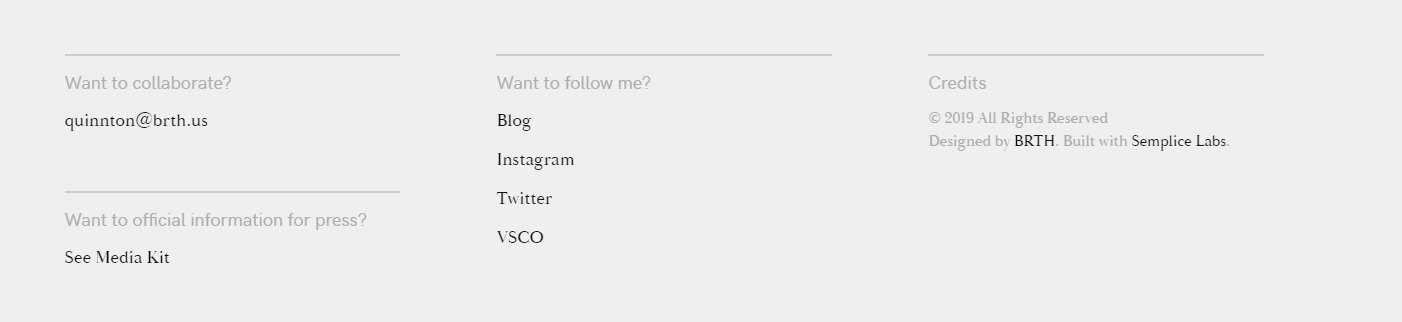 Want to collaborate?
quinnton@brth.us
Want to official information for press?
See Media Kit
Want to follow me?
Blog
Instagram
Twitter
VSCO
Credits
© 2019 All Rights Reserved
Designed by BRTH. Built with Semplice Labs.